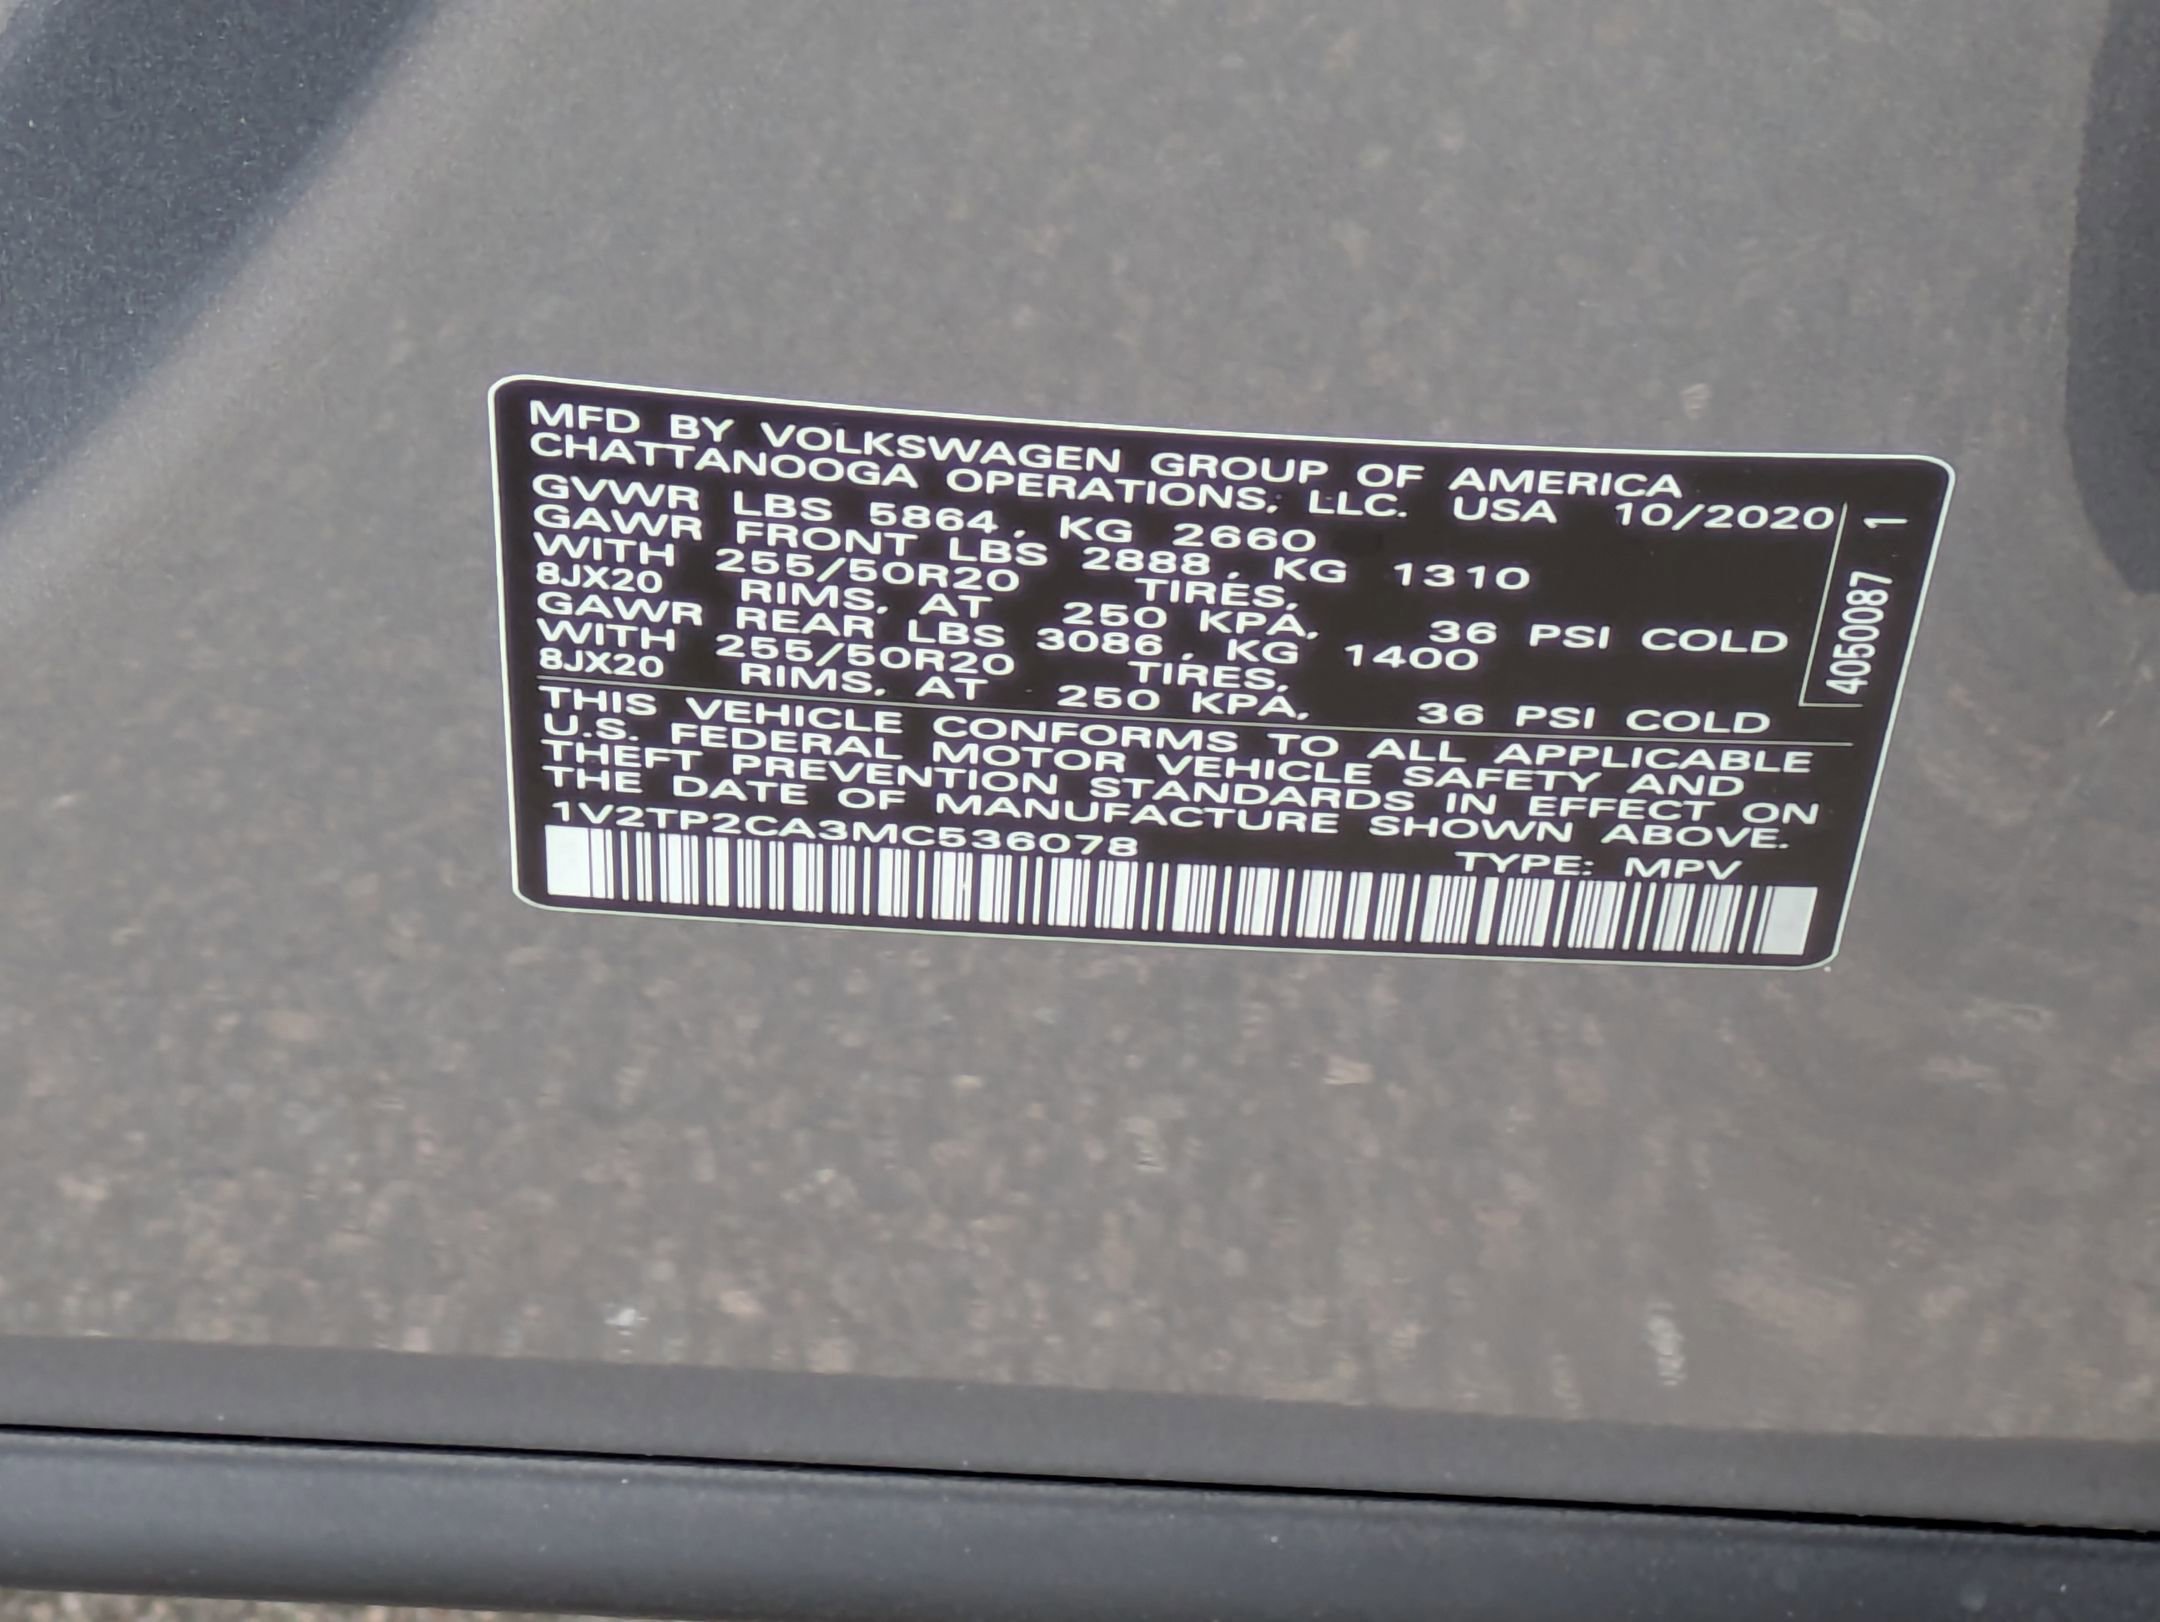 MFD BY VOLKSWAGEN GROUP OF AMERICA
CHATTANOOGA OPERATIONS, LLC. USA 10/2020
GVWR LBS 5864, KG 2660
GAWR FRONT LBS 2888, KG 1310
WITH 255/50R20 TIRES,
8JX20 RIMS, AT 250 KPA, 36 PSI COLD
GAWR REAR LBS 3086, KG 1400
WITH 255/50R20 TIRES,
8JX20 RIMS, AT 250 KPA, 36 PSI COLD
THIS VEHICLE CONFORMS TO ALL APPLICABLE
U.S. FEDERAL MOTOR VEHICLE SAFETY AND
THEFT PREVENTION STANDARDS IN EFFECT ON
THE DATE OF MANUFACTURE SHOWN ABOVE.
1V2TP2CA3MC536078 TYPE: MPV
4050087 1